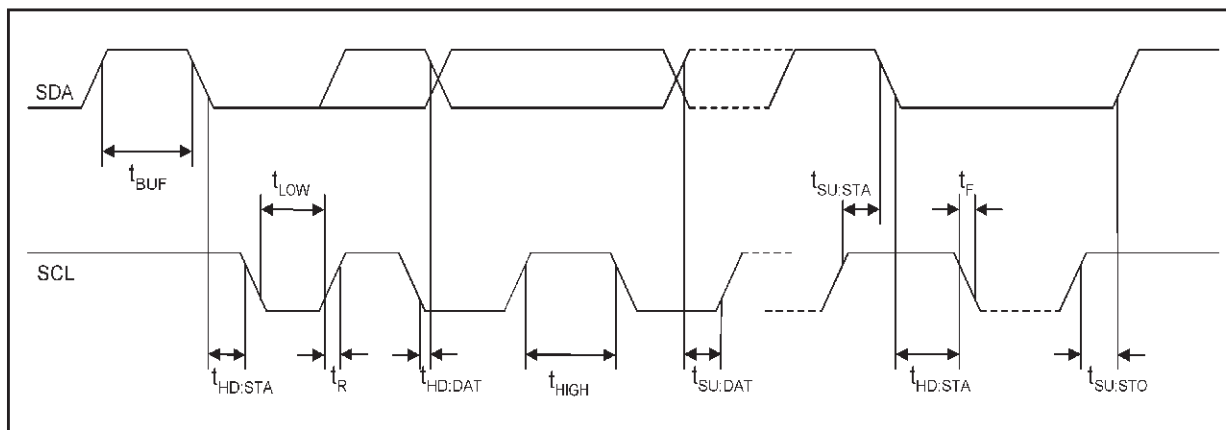 SDA
t_BUF
t_LOW
t_SU:STA
t_F
SCL
t_HD:STA
t_R
t_HD:DAT
t_HIGH
t_SU:DAT
t_HD:STA
t_SU:STO